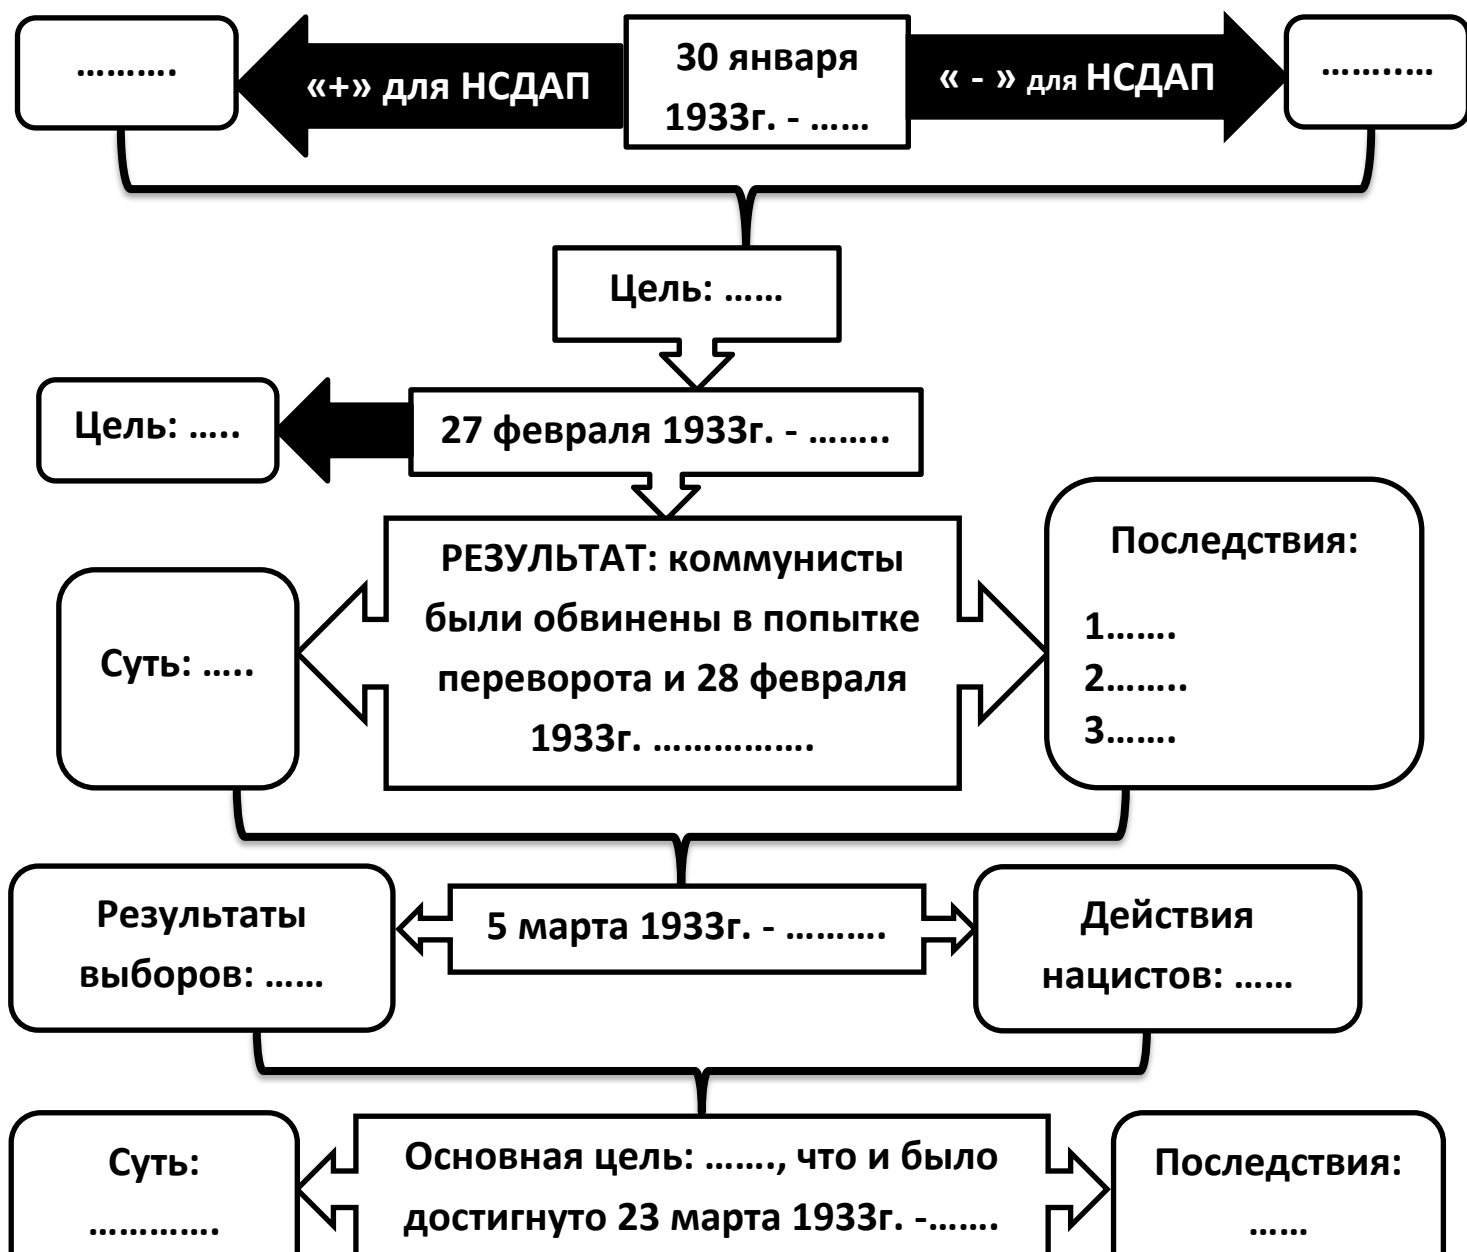 ……….
«+» для НСДАП
30 января
1933г. - ……
« - » для НСДАП
……..….
Цель: ……
Цель: …..
27 февраля 1933г. - ……..
РЕЗУЛЬТАТ: коммунисты
были обвинены в попытке
переворота и 28 февраля
1933г. …………….
Суть: …..
Последствия:
1…….
2……..
3…….
Результаты
выборов: ……
5 марта 1933г. - ……….
Действия
нацистов: ……
Суть:
………….
Основная цель: ……., что и было
достигнуто 23 марта 1933г. -…….
Последствия:
……